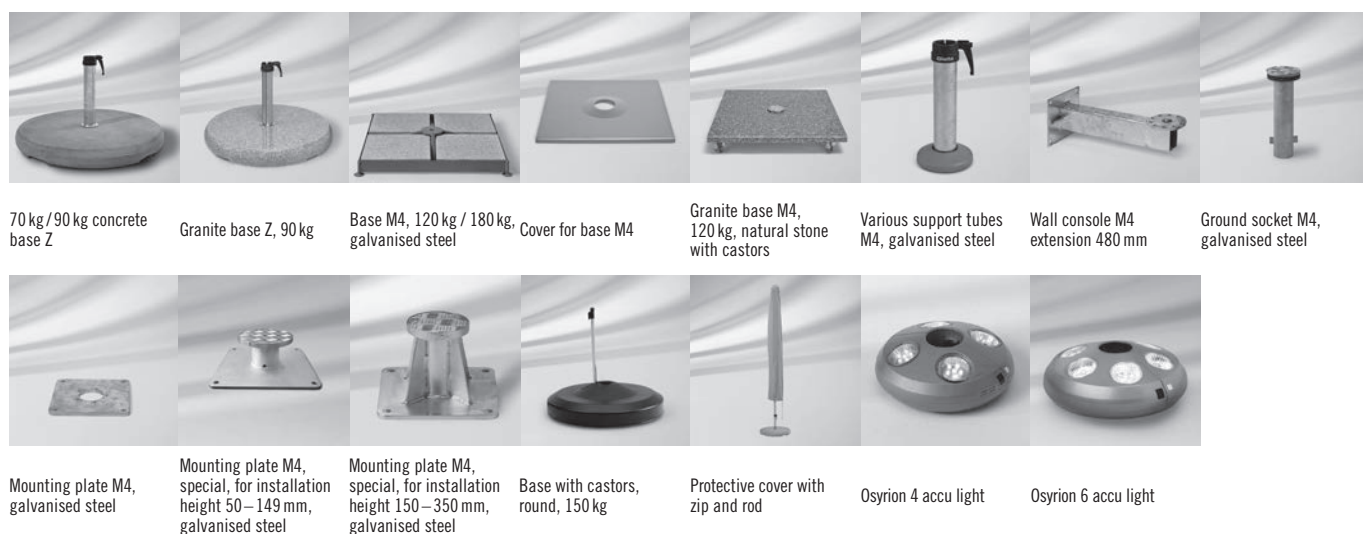 70 kg / 90 kg concrete
base Z
Granite base Z, 90 kg
Base M4, 120 kg / 180 kg,
galvanised steel
Cover for base M4
Granite base M4,
120 kg, natural stone
with castors
Various support tubes
M4, galvanised steel
Wall console M4
extension 480 mm
Ground socket M4,
galvanised steel
Mounting plate M4,
galvanised steel
Mounting plate M4,
special, for installation
height 50 – 149 mm,
galvanised steel
Mounting plate M4,
special, for installation
height 150 – 350 mm,
galvanised steel
Base with castors,
round, 150 kg
Protective cover with
zip and rod
Osyrion 4 accu light
Osyrion 6 accu light